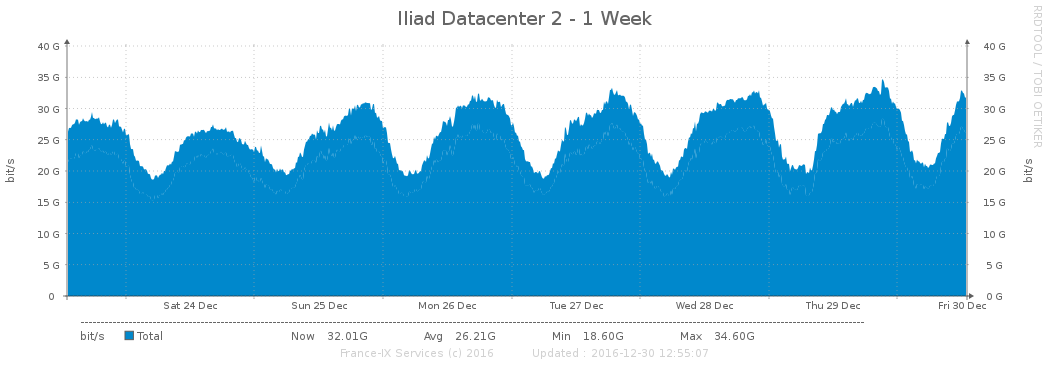 Iliad Datacenter 2 - 1 Week
RRDTOOL / TOBI OETIKER
40 G 40 G
35 G 35 G
30 G 30 G
25 G 25 G
20 G 20 G
15 G 15 G
10 G 10 G
5 G 5 G
0 0 G
bit/s bit/s
Sat 24 Dec Sun 25 Dec Mon 26 Dec Tue 27 Dec Wed 28 Dec Thu 29 Dec Fri 30 Dec
bit/s Total Now 32.01G Avg 26.21G Min 18.60G Max 34.60G
France-IX Services (c) 2016 Updated : 2016-12-30 12:55:07